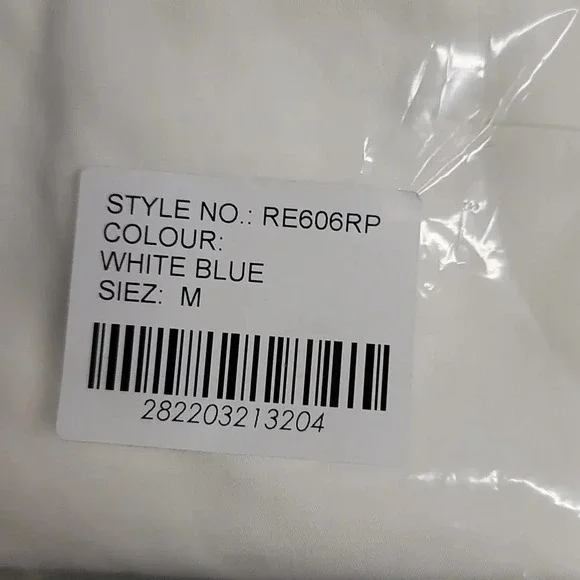 STYLE NO.: RE606RP
COLOUR:
WHITE BLUE
SIEZ: M
282203213204